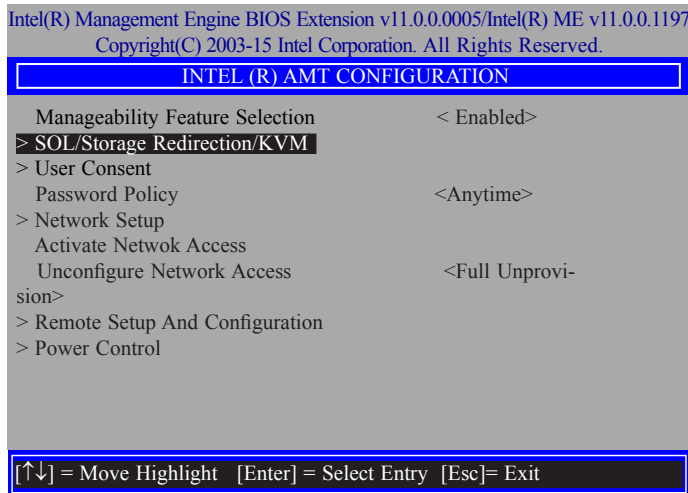 Intel(R) Management Engine BIOS Extension v11.0.0.0005/Intel(R) ME v11.0.0.1197
Copyright(C) 2003-15 Intel Corporation. All Rights Reserved.
INTEL (R) AMT CONFIGURATION
Manageability Feature Selection < Enabled>
> SOL/Storage Redirection/KVM
> User Consent
Password Policy <Anytime>
> Network Setup
Activate Netwok Access
Unconfigure Network Access <Full Unprovi-
sion>
> Remote Setup And Configuration
> Power Control
[↑↓] = Move Highlight [Enter] = Select Entry [Esc]= Exit